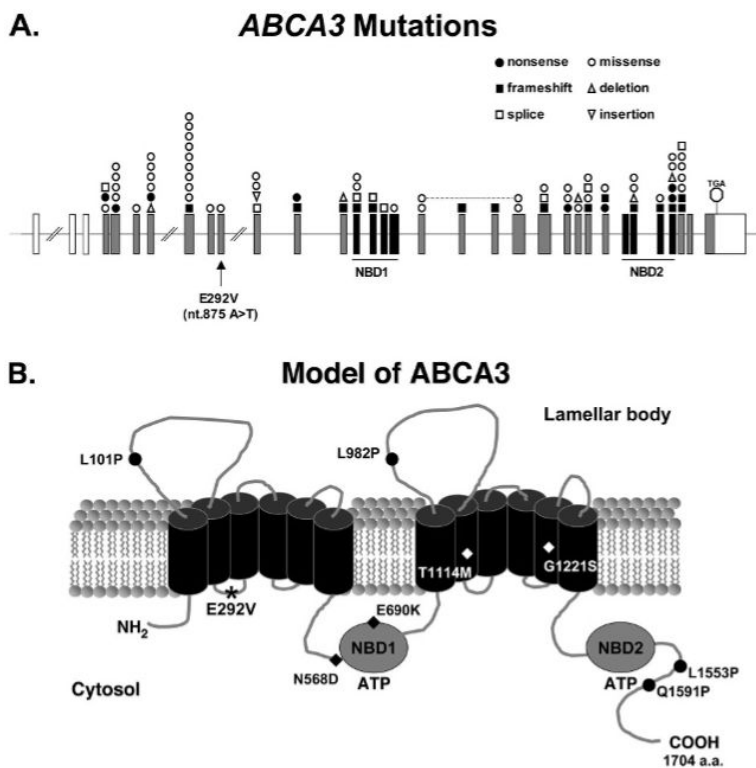 A.
ABCA3 Mutations
nonsense
missense
frameshift
deletion
splice
insertion
TGA
NBD1
NBD2
E292V
(nt.875 A>T)
B.
Model of ABCA3
Lamellar body
L101P
L982P
T1114M
G1221S
E292V
NH2
E690K
NBD1
NBD2
N568D
ATP
ATP
L1553P
Q1591P
Cytosol
COOH
1704 a.a.